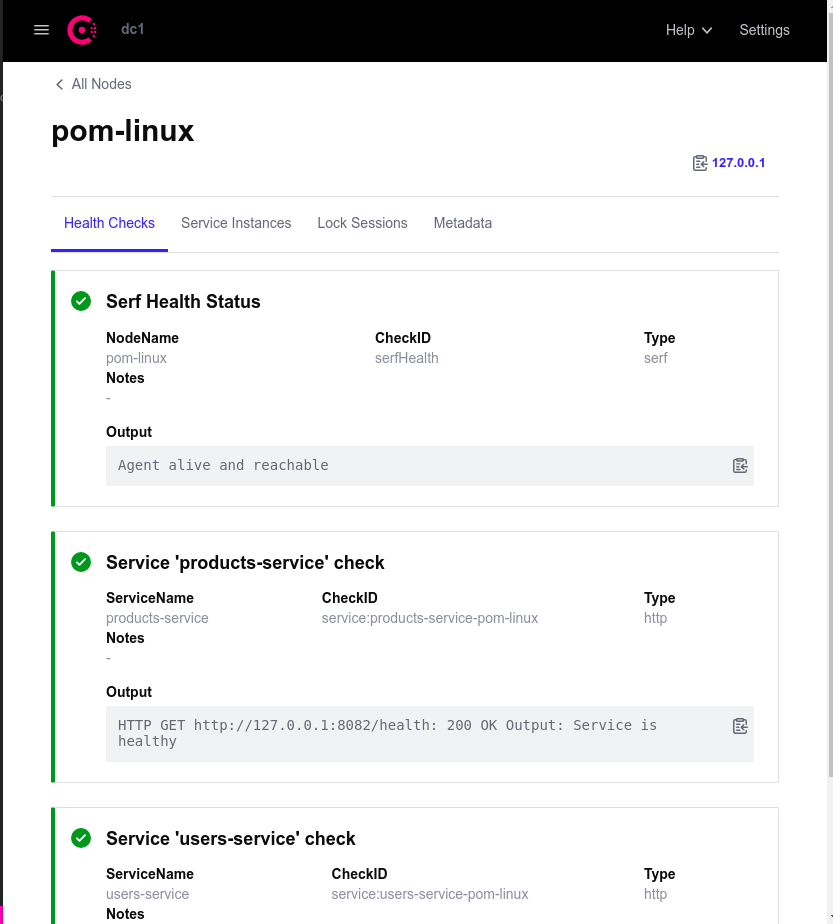 dc1
Help
Settings
All Nodes
pom-linux
127.0.0.1
Health Checks Service Instances Lock Sessions Metadata
Serf Health Status
NodeName CheckID Type
pom-linux serfHealth serf
Notes
-
Output
Agent alive and reachable
Service 'products-service' check
ServiceName CheckID Type
products-service service:products-service-pom-linux http
Notes
-
Output
HTTP GET http://127.0.0.1:8082/health: 200 OK Output: Service is
healthy
Service 'users-service' check
ServiceName CheckID Type
users-service service:users-service-pom-linux http
Notes